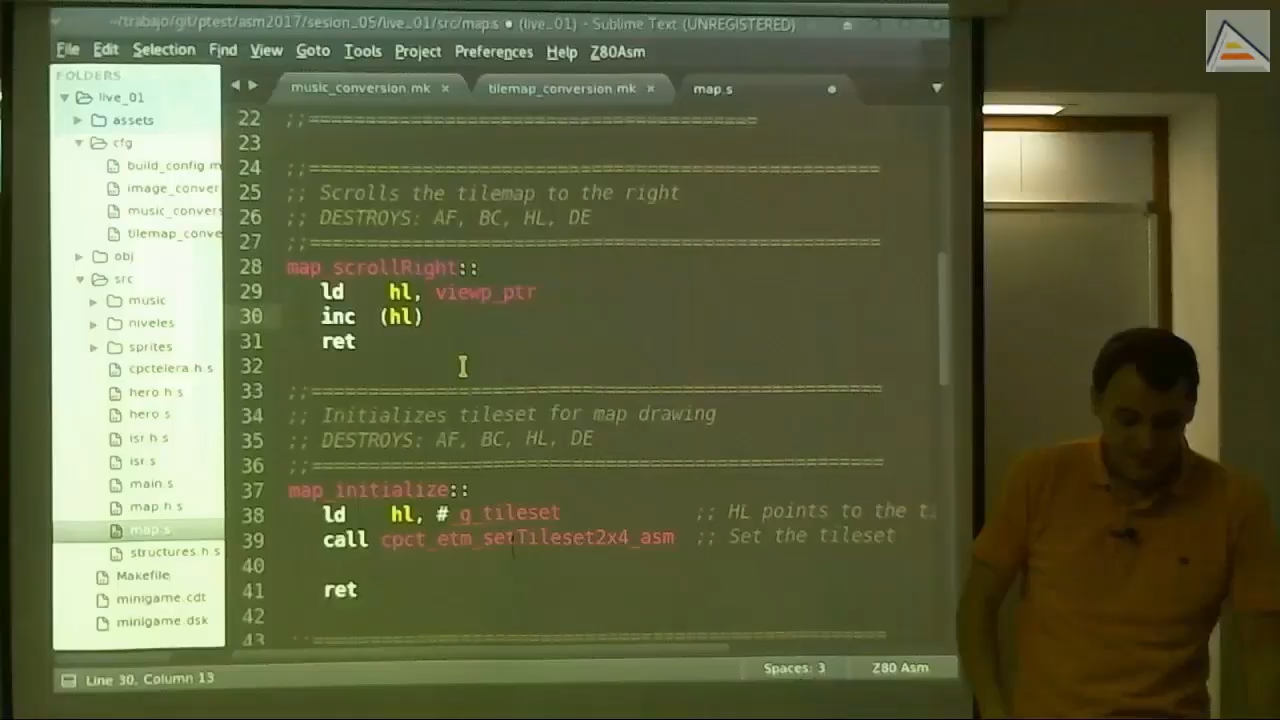 ~/trabajo/git/ptest/asm2017/sesion_05/live_01/src/map.s ● (live_01) - Sublime Text (UNREGISTERED)
File Edit Selection Find View Goto Tools Project Preferences Help Z80Asm
FOLDERS
live_01
assets
cfg
build_config.m
image_conver
music_convers
tilemap_conve
obj
src
music
niveles
sprites
cpctelera.h.s
hero.h.s
hero.s
isr.h.s
isr.s
main.s
map.h.s
map.s
structures.h.s
Makefile
minigame.cdt
minigame.dsk
music_conversion.mk × tilemap_conversion.mk × map.s ●
22 ;;====================================================
23
24 ;;==================================================================
25 ;; Scrolls the tilemap to the right
26 ;; DESTROYS: AF, BC, HL, DE
27 ;;==================================================================
28 map_scrollRight::
29 ld hl, viewp_ptr
30 inc (hl)
31 ret
32
33 ;;==================================================================
34 ;; Initializes tileset for map drawing
35 ;; DESTROYS: AF, BC, HL, DE
36 ;;==================================================================
37 map_initialize::
38 ld hl, #_g_tileset ;; HL points to the t
39 call cpct_etm_setTileset2x4_asm ;; Set the tileset
40
41 ret
42
43 ;;==================================================================
Line 30, Column 13 Spaces: 3 Z80 Asm